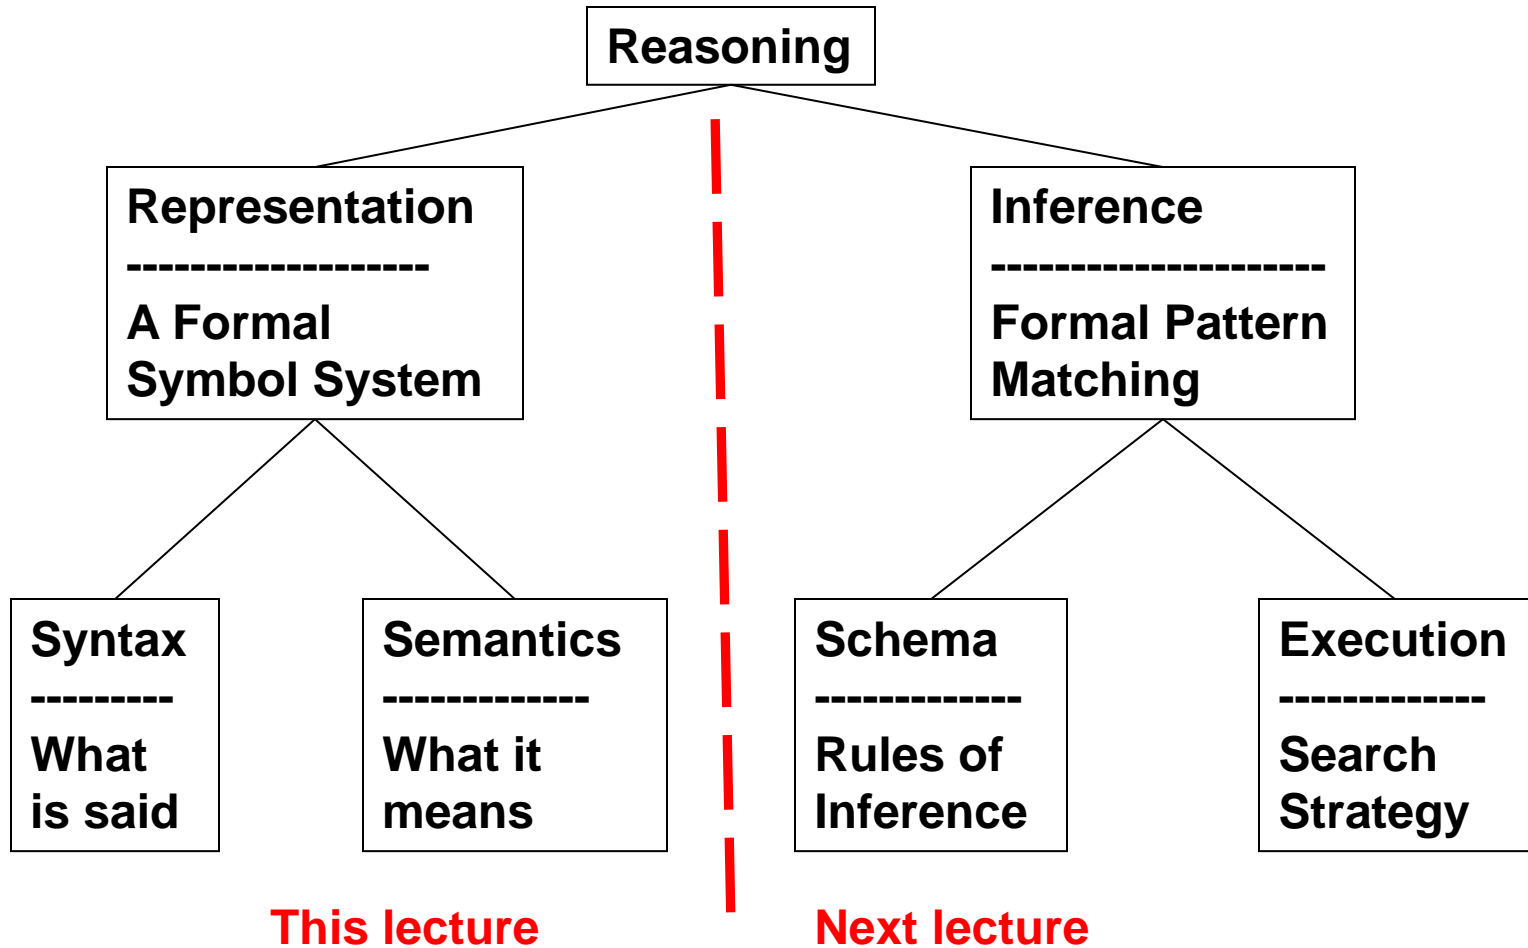 Reasoning
Representation
-------------------
A Formal
Symbol System
Inference
---------------------
Formal Pattern
Matching
Syntax
---------
What
is said
Semantics
-------------
What it
means
Schema
-------------
Rules of
Inference
Execution
-------------
Search
Strategy
This lecture
Next lecture